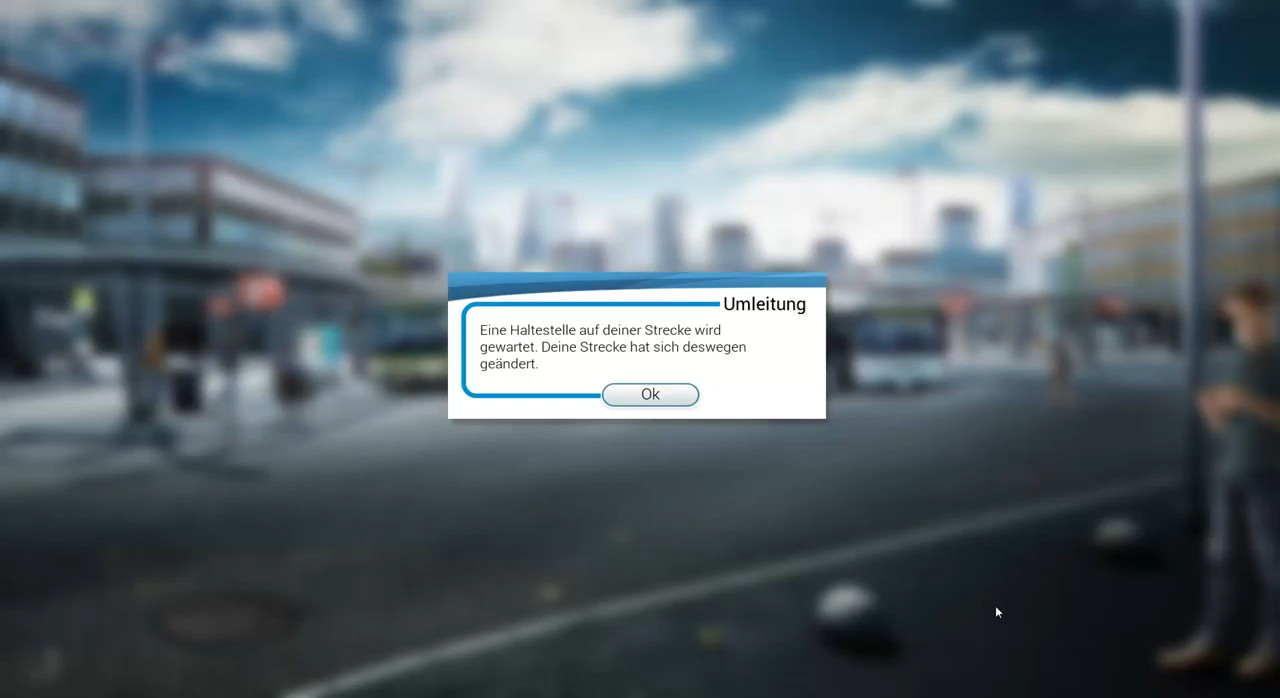 Umleitung
Eine Haltestelle auf deiner Strecke wird
gewartet. Deine Strecke hat sich deswegen
geändert.
Ok